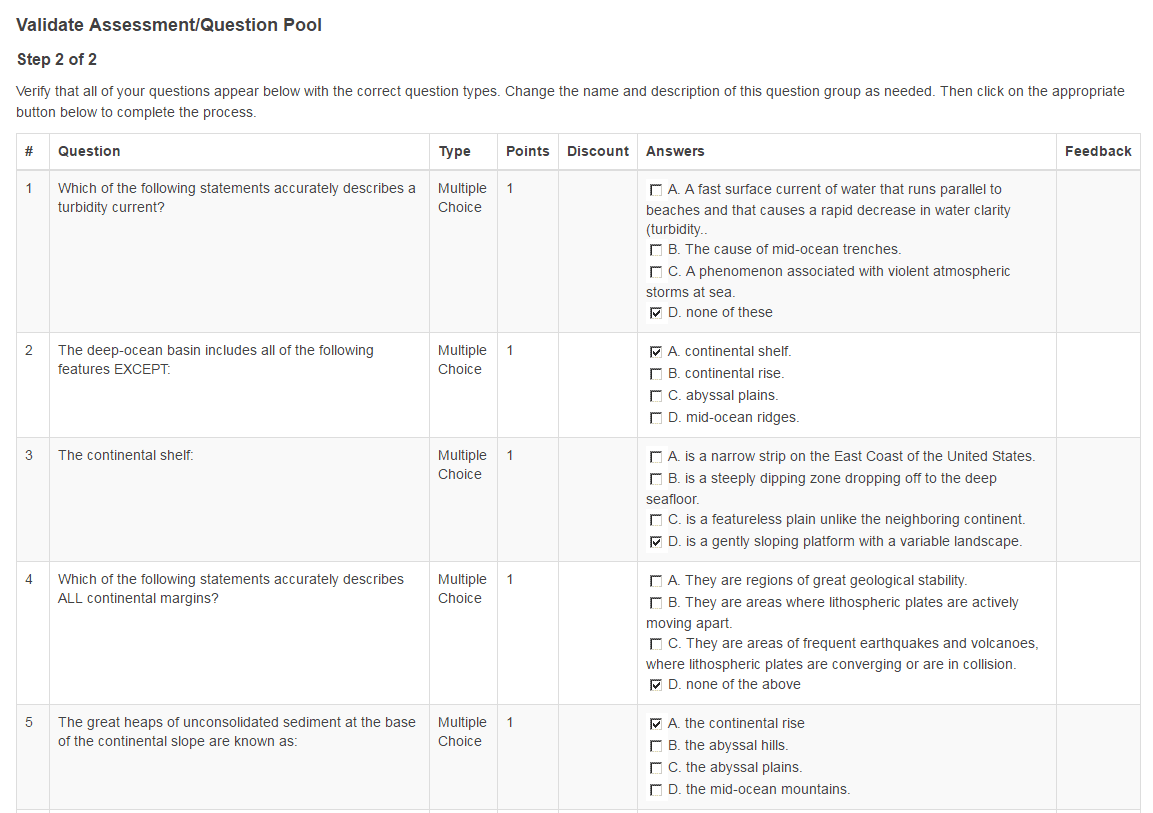 Validate Assessment/Question Pool
Step 2 of 2
Verify that all of your questions appear below with the correct question types. Change the name and description of this question group as needed. Then click on the appropriate
button below to complete the process.
# Question Type Points Discount Answers Feedback
1 Which of the following statements accurately describes a
turbidity current?
Multiple
Choice
1
A. A fast surface current of water that runs parallel to
beaches and that causes a rapid decrease in water clarity
(turbidity..
B. The cause of mid-ocean trenches.
C. A phenomenon associated with violent atmospheric
storms at sea.
D. none of these
2 The deep-ocean basin includes all of the following
features EXCEPT:
Multiple
Choice
1
A. continental shelf.
B. continental rise.
C. abyssal plains.
D. mid-ocean ridges.
3 The continental shelf:
Multiple
Choice
1
A. is a narrow strip on the East Coast of the United States.
B. is a steeply dipping zone dropping off to the deep
seafloor.
C. is a featureless plain unlike the neighboring continent.
D. is a gently sloping platform with a variable landscape.
4 Which of the following statements accurately describes
ALL continental margins?
Multiple
Choice
1
A. They are regions of great geological stability.
B. They are areas where lithospheric plates are actively
moving apart.
C. They are areas of frequent earthquakes and volcanoes,
where lithospheric plates are converging or are in collision.
D. none of the above
5 The great heaps of unconsolidated sediment at the base
of the continental slope are known as:
Multiple
Choice
1
A. the continental rise
B. the abyssal hills.
C. the abyssal plains.
D. the mid-ocean mountains.